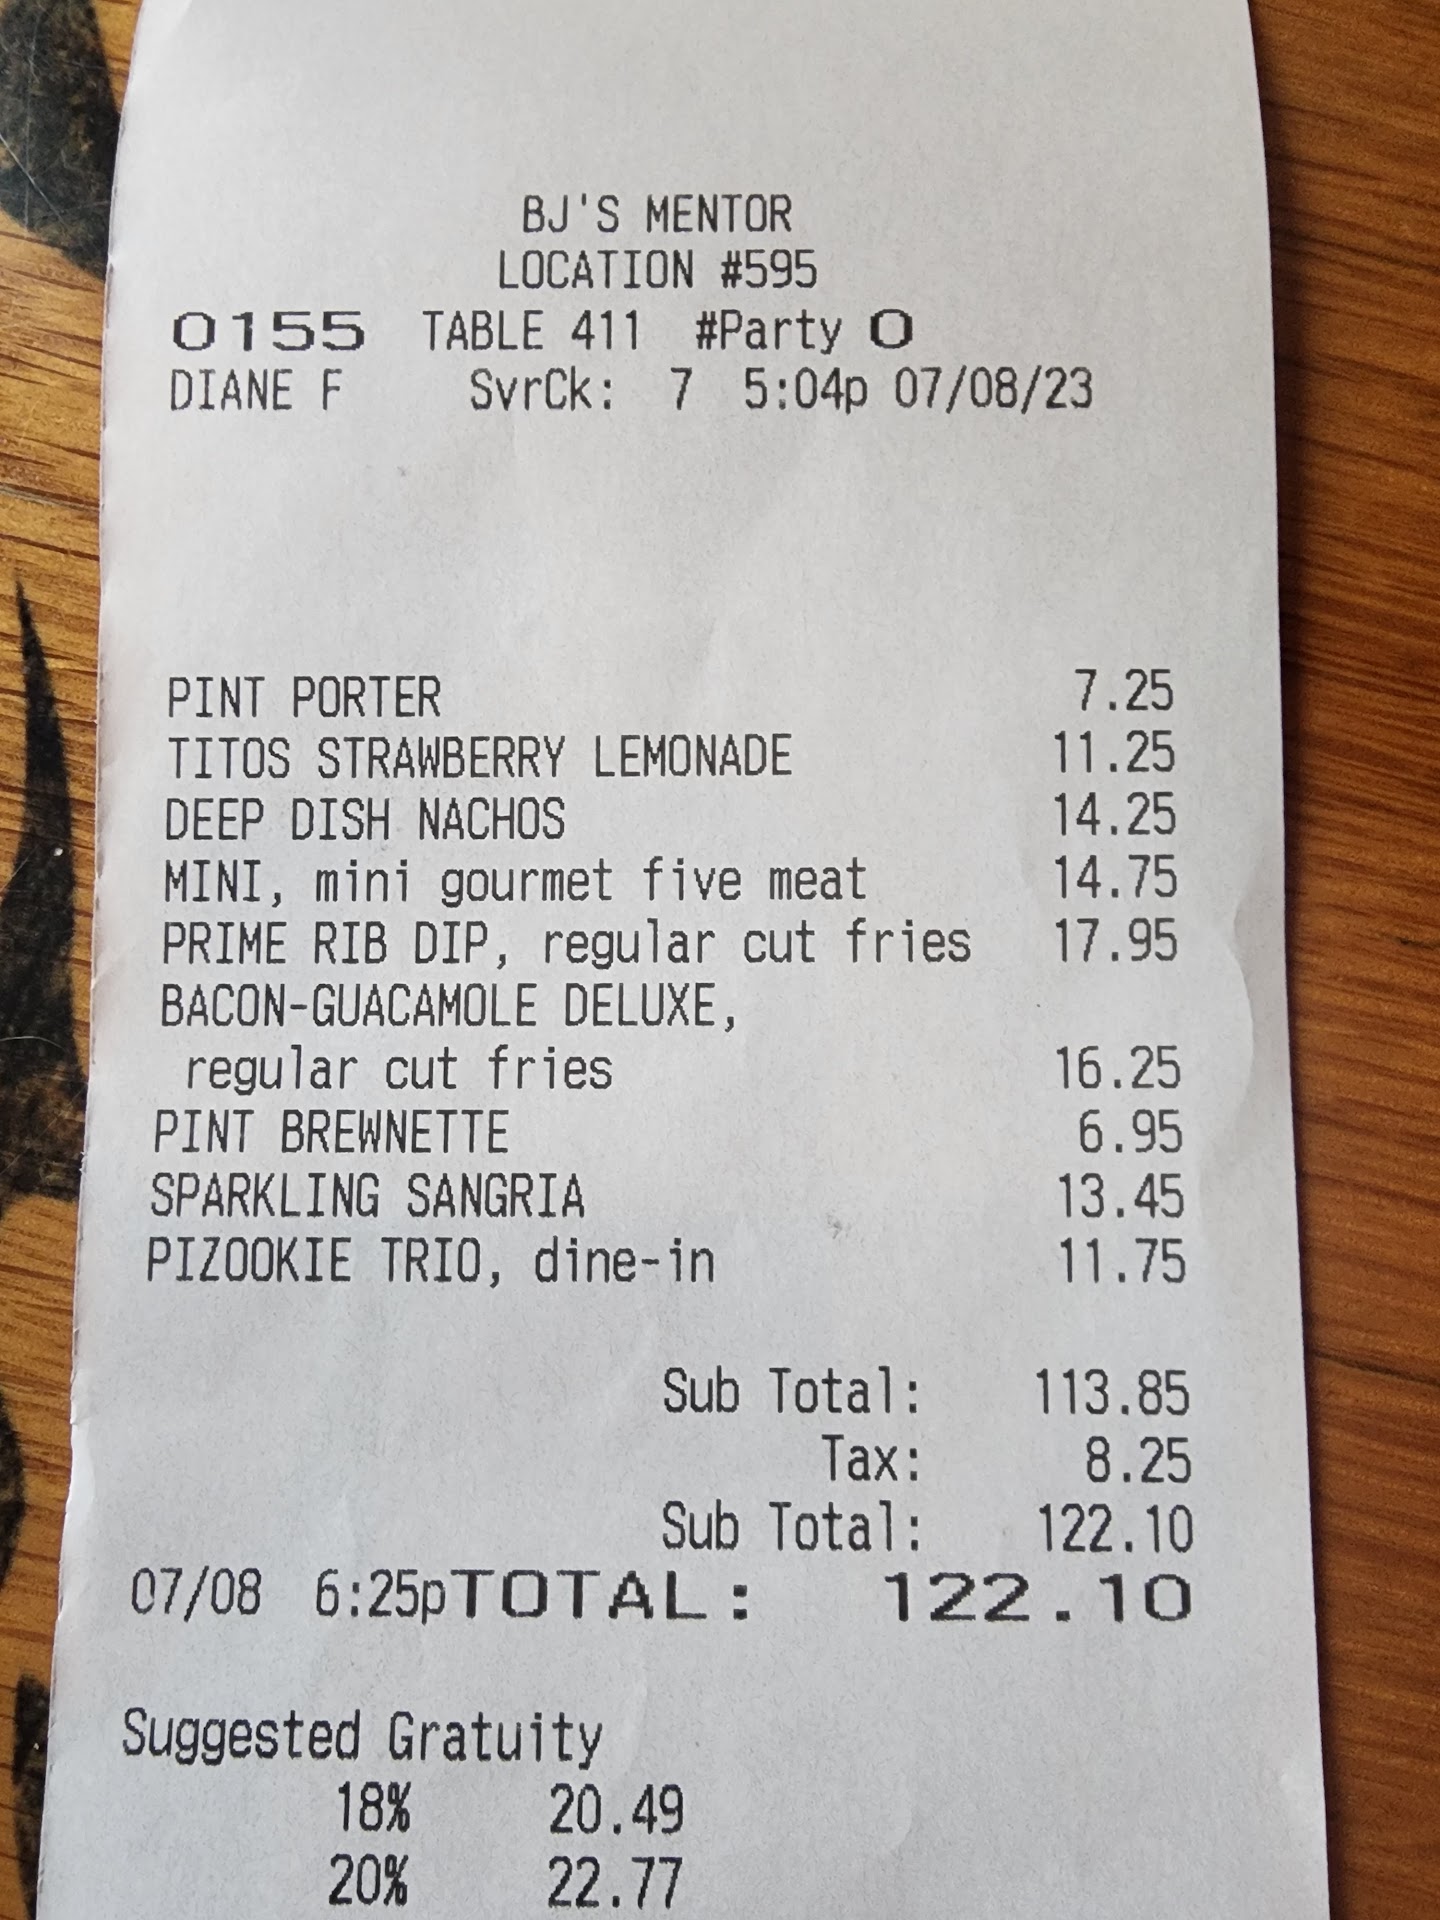 BJ'S MENTOR
LOCATION #595
0155 TABLE 411 #Party 0
DIANE F SvrCk: 7 5:04p 07/08/23
PINT PORTER 7.25
TITOS STRAWBERRY LEMONADE 11.25
DEEP DISH NACHOS 14.25
MINI, mini gourmet five meat 14.75
PRIME RIB DIP, regular cut fries 17.95
BACON-GUACAMOLE DELUXE,
regular cut fries 16.25
PINT BREWNETTE 6.95
SPARKLING SANGRIA 13.45
PIZOOKIE TRIO, dine-in 11.75
Sub Total: 113.85
Tax: 8.25
Sub Total: 122.10
07/08 6:25pTOTAL: 122.10
Suggested Gratuity
18% 20.49
20% 22.77